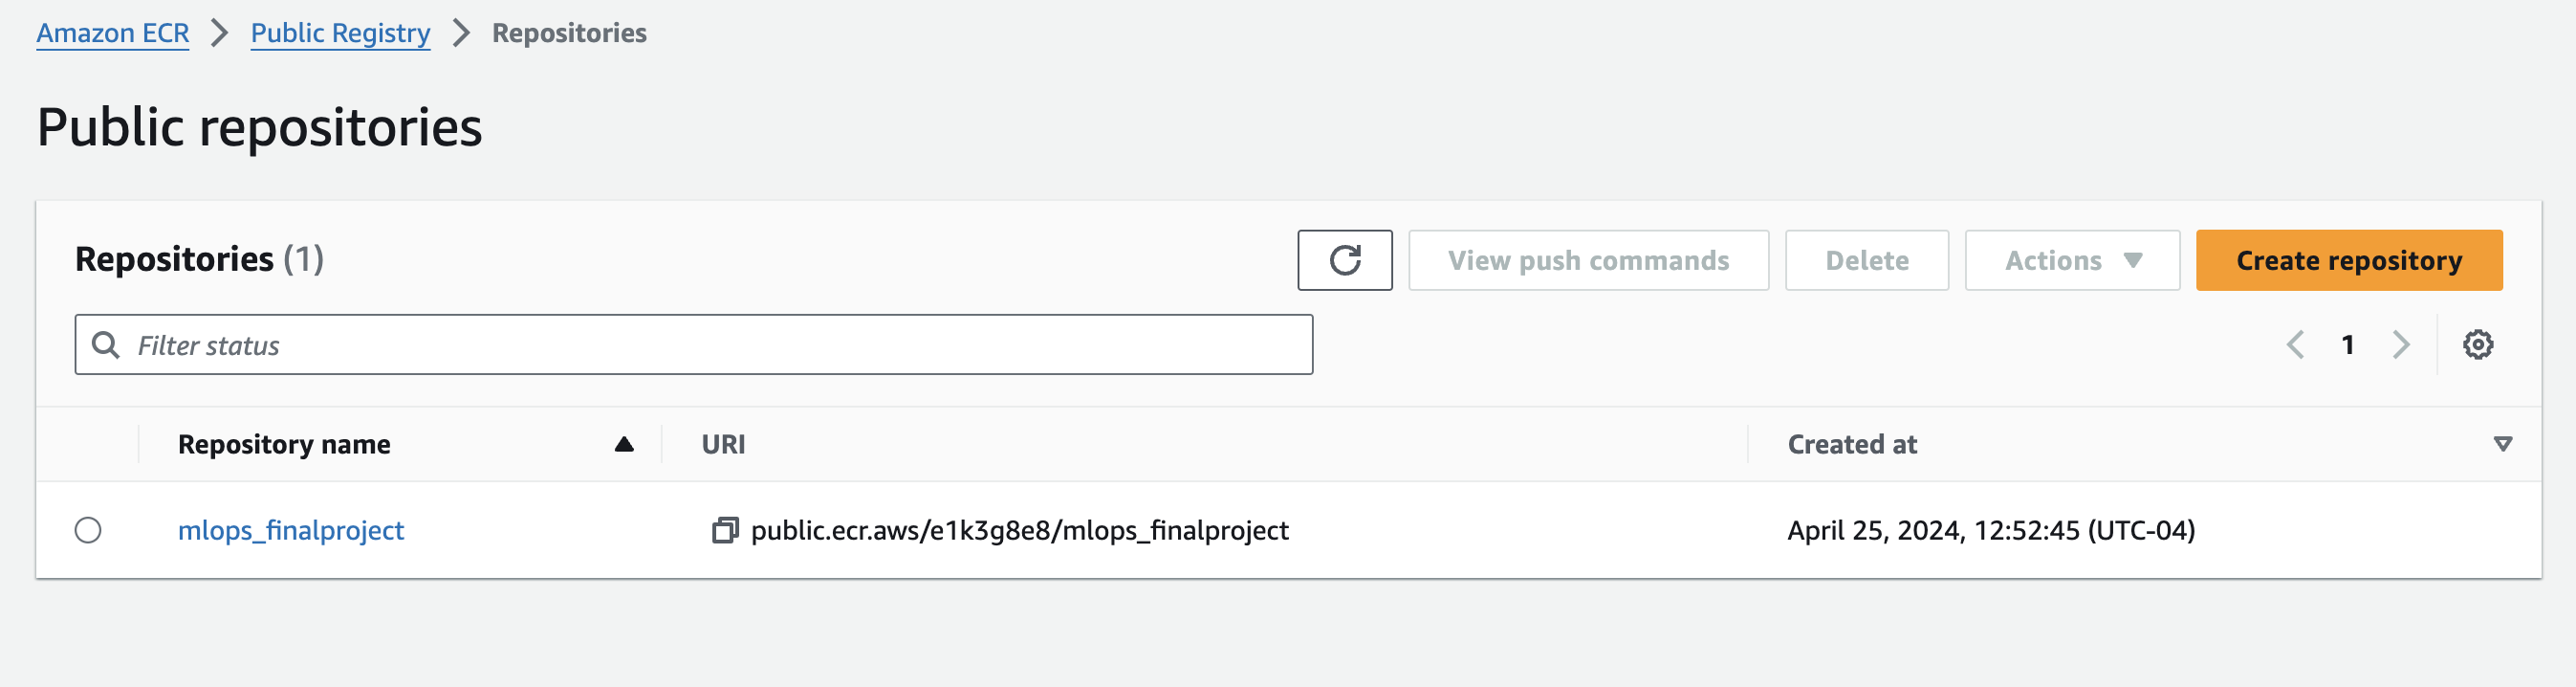 Amazon ECR > Public Registry > Repositories
Public repositories
Repositories (1)
View push commands
Delete
Actions
Create repository
Filter status
1
Repository name
URI
Created at
mlops_finalproject
public.ecr.aws/e1k3g8e8/mlops_finalproject
April 25, 2024, 12:52:45 (UTC-04)